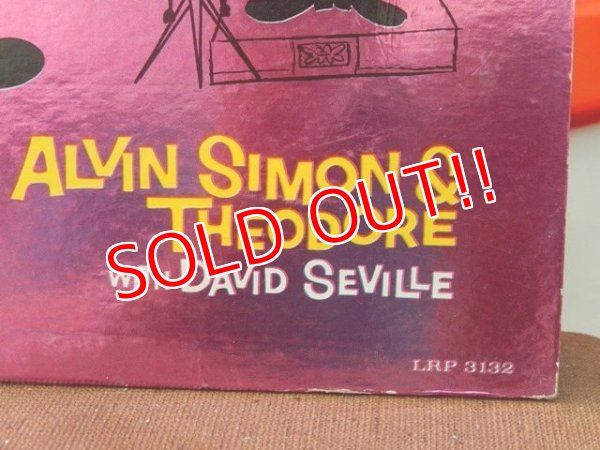 ALVIN SIMON &
THEODORE
SOLD OUT!!
WITH DAVID SEVILLE
LRP 3132